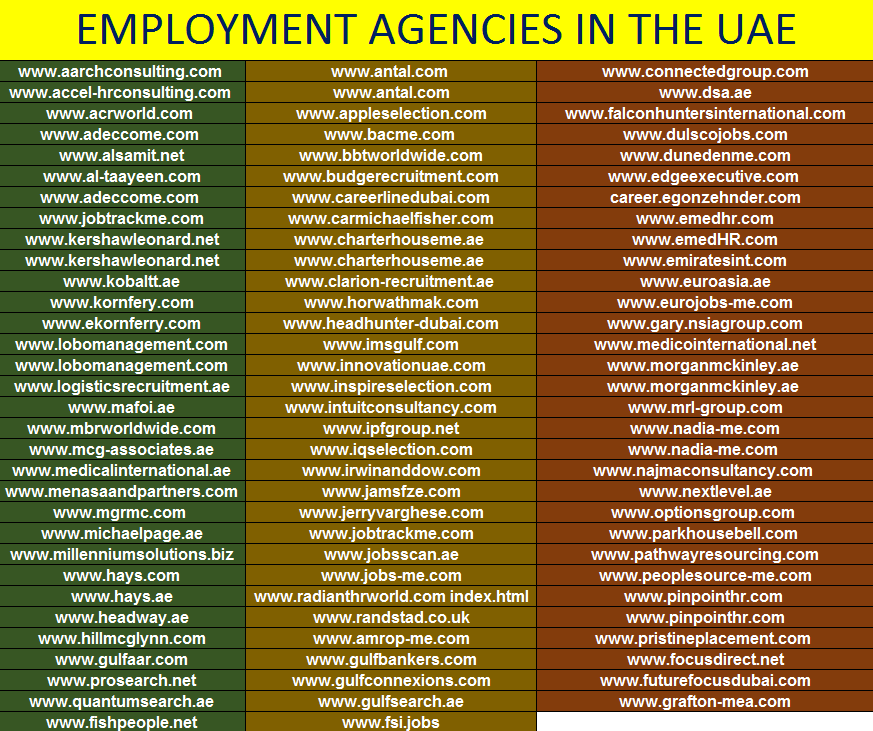 EMPLOYMENT AGENCIES IN THE UAE
www.aarchconsulting.com www.antal.com www.connectedgroup.com
www.accel-hrconsulting.com www.antal.com www.dsa.ae
www.acrworld.com www.appleselection.com www.falconhuntersinternational.com
www.adeccome.com www.bacme.com www.dulscojobs.com
www.alsamit.net www.bbtworldwide.com www.dunedenme.com
www.al-taayeen.com www.budgerecruitment.com www.edgeexecutive.com
www.adeccome.com www.careerlinedubai.com career.egonzehnder.com
www.jobtrackme.com www.carmichaelfisher.com www.emedhr.com
www.kershawleonard.net www.charterhouseme.ae www.emedHR.com
www.kershawleonard.net www.charterhouseme.ae www.emiratesint.com
www.kobaltt.ae www.clarion-recruitment.ae www.euroasia.ae
www.kornfery.com www.horwathmak.com www.eurojobs-me.com
www.ekornferry.com www.headhunter-dubai.com www.gary.nsiagroup.com
www.lobomanagement.com www.imsgulf.com www.medicointernational.net
www.lobomanagement.com www.innovationuae.com www.morganmckinley.ae
www.logisticsrecruitment.ae www.inspireselection.com www.morganmckinley.ae
www.mafoi.ae www.intuitconsultancy.com www.mrl-group.com
www.mbrworldwide.com www.ipfgroup.net www.nadia-me.com
www.mcg-associates.ae www.iqselection.com www.nadia-me.com
www.medicalinternational.ae www.irwinanddow.com www.najmaconsultancy.com
www.menasaandpartners.com www.jamsfze.com www.nextlevel.ae
www.mgrmc.com www.jerryvarghese.com www.optionsgroup.com
www.michaelpage.ae www.jobtrackme.com www.parkhousebell.com
www.millenniumsolutions.biz www.jobsscan.ae www.pathwayresourcing.com
www.hays.com www.jobs-me.com www.peoplesource-me.com
www.hays.ae www.radianthrworld.com index.html www.pinpointhr.com
www.headway.ae www.randstad.co.uk www.pinpointhr.com
www.hillmcglynn.com www.amrop-me.com www.pristineplacement.com
www.gulfaar.com www.gulfbankers.com www.focusdirect.net
www.prosearch.net www.gulfconnexions.com www.futurefocusdubai.com
www.quantumsearch.ae www.gulfsearch.ae www.grafton-mea.com
www.fishpeople.net www.fsi.jobs